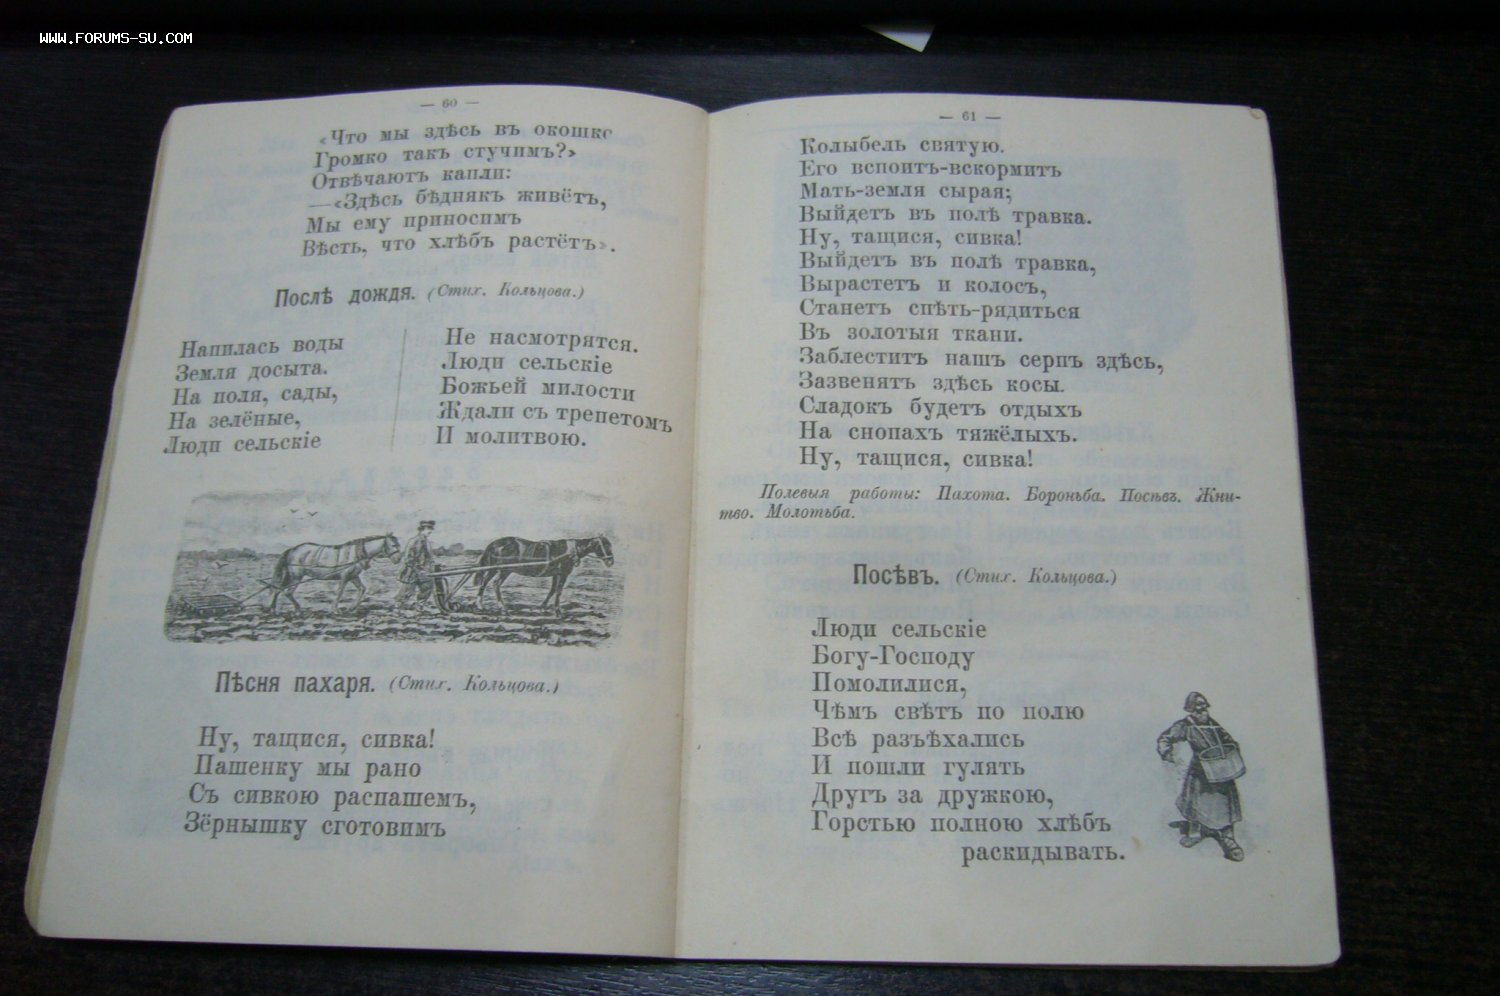 WWW.FORUMS-SU.COM
— 60 —
«Что мы здѣсь въ окошко
Громко такъ стучимъ?»
Отвѣчаютъ капли:
—«Здѣсь бѣднякъ живётъ,
Мы ему приносимъ
Вѣсть, что хлѣбъ растётъ».
Послѣ дождя. (Стих. Кольцова.)
Напилась воды
Земля досыта.
На поля, сады,
На зелёные,
Люди сельскіе
Не насмотрятся.
Люди сельскіе
Божьей милости
Ждали съ трепетомъ
И молитвою.
Пѣсня пахаря. (Стих. Кольцова.)
Ну, тащися, сивка!
Пашенку мы рано
Съ сивкою распашемъ,
Зёрнышку сготовимъ
— 61 —
Колыбель святую.
Его вспоитъ-вскормитъ
Мать-земля сырая;
Выйдетъ въ полѣ травка.
Ну, тащися, сивка!
Выйдетъ въ полѣ травка,
Вырастетъ и колосъ,
Станетъ спѣть-рядиться
Въ золотыя ткани.
Заблеститъ нашъ серпъ здѣсь,
Зазвенятъ здѣсь косы.
Сладокъ будетъ отдыхъ
На снопахъ тяжёлыхъ.
Ну, тащися, сивка!
Полевыя работы: Пахота. Бороньба. Посѣвъ. Жни-
тво. Молотьба.
Посѣвъ. (Стих. Кольцова.)
Люди сельскіе
Богу-Господу
Помолилися,
Чѣмъ свѣтъ по полю
Всѣ разъѣхались
И пошли гулять
Другъ за дружкою,
Горстью полною хлѣбъ
раскидывать.